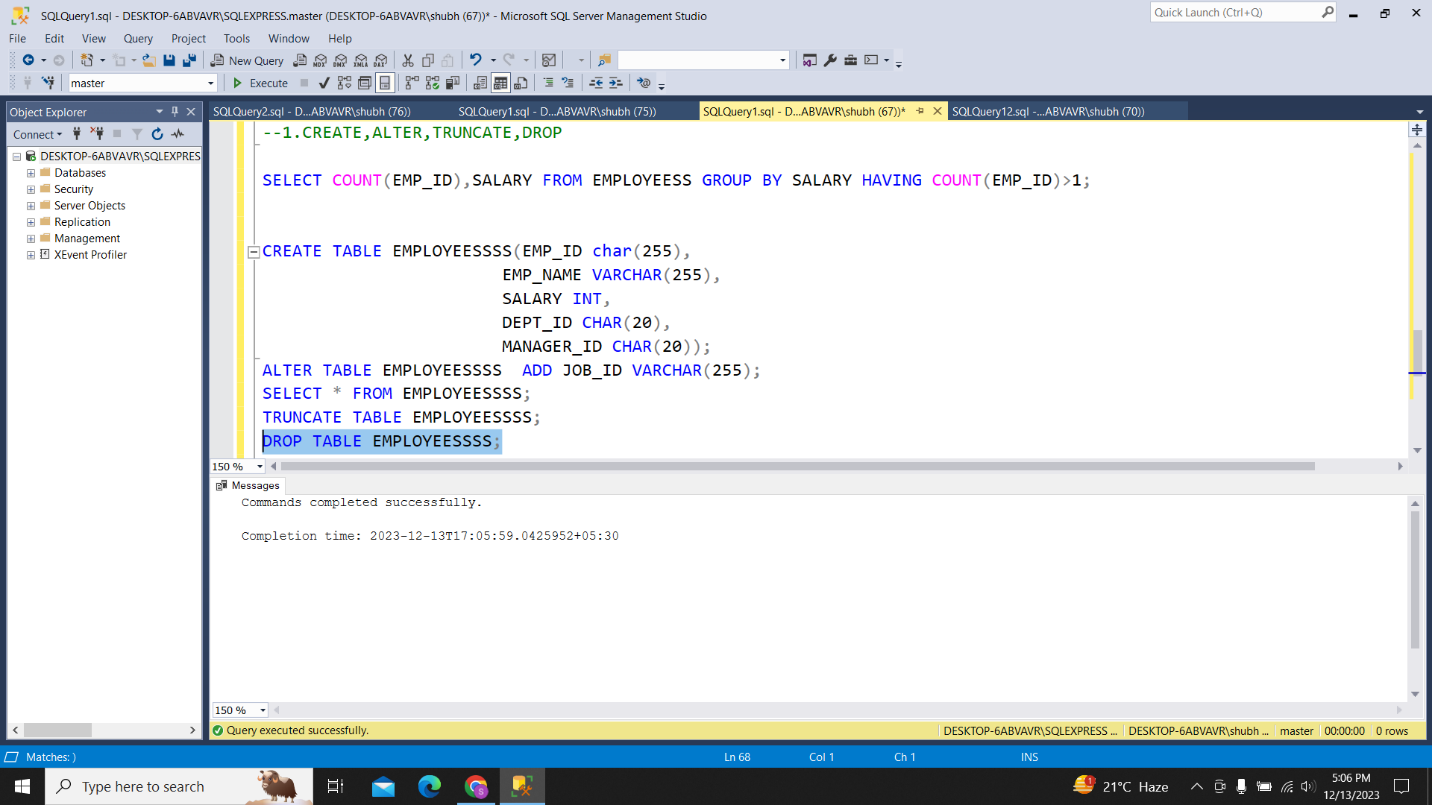 SQLQuery1.sql - DESKTOP-6ABVAVR\SQLEXPRESS.master (DESKTOP-6ABVAVR\shubh (67))* - Microsoft SQL Server Management Studio
Quick Launch (Ctrl+Q)
File Edit View Query Project Tools Window Help
New Query
MDX DMX XMLA DAX
master
Execute
Object Explorer
SQLQuery2.sql - D...ABVAVR\shubh (76))
SQLQuery1.sql - D...ABVAVR\shubh (75))
SQLQuery1.sql - D...ABVAVR\shubh (67))*
SQLQuery12.sql -...ABVAVR\shubh (70))
Connect
DESKTOP-6ABVAVR\SQLEXPRES
Databases
Security
Server Objects
Replication
Management
XEvent Profiler
--1.CREATE,ALTER,TRUNCATE,DROP
SELECT COUNT(EMP_ID),SALARY FROM EMPLOYEESS GROUP BY SALARY HAVING COUNT(EMP_ID)>1;
CREATE TABLE EMPLOYEESSSS(EMP_ID char(255),
EMP_NAME VARCHAR(255),
SALARY INT,
DEPT_ID CHAR(20),
MANAGER_ID CHAR(20));
ALTER TABLE EMPLOYEESSSS  ADD JOB_ID VARCHAR(255);
SELECT * FROM EMPLOYEESSSS;
TRUNCATE TABLE EMPLOYEESSSS;
DROP TABLE EMPLOYEESSSS;
150 %
Messages
Commands completed successfully.
Completion time: 2023-12-13T17:05:59.0425952+05:30
150 %
Query executed successfully.
DESKTOP-6ABVAVR\SQLEXPRESS ... DESKTOP-6ABVAVR\shubh ... master 00:00:00 0 rows
Matches: )
Ln 68 Col 1 Ch 1 INS
Type here to search
S
1
21°C Haze
5:06 PM
12/13/2023